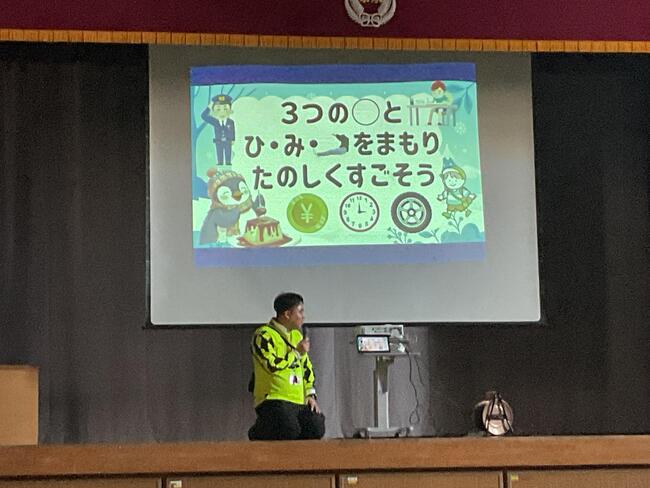 3つの○と
ひ・み・をまもり
たのしくすごそう
¥